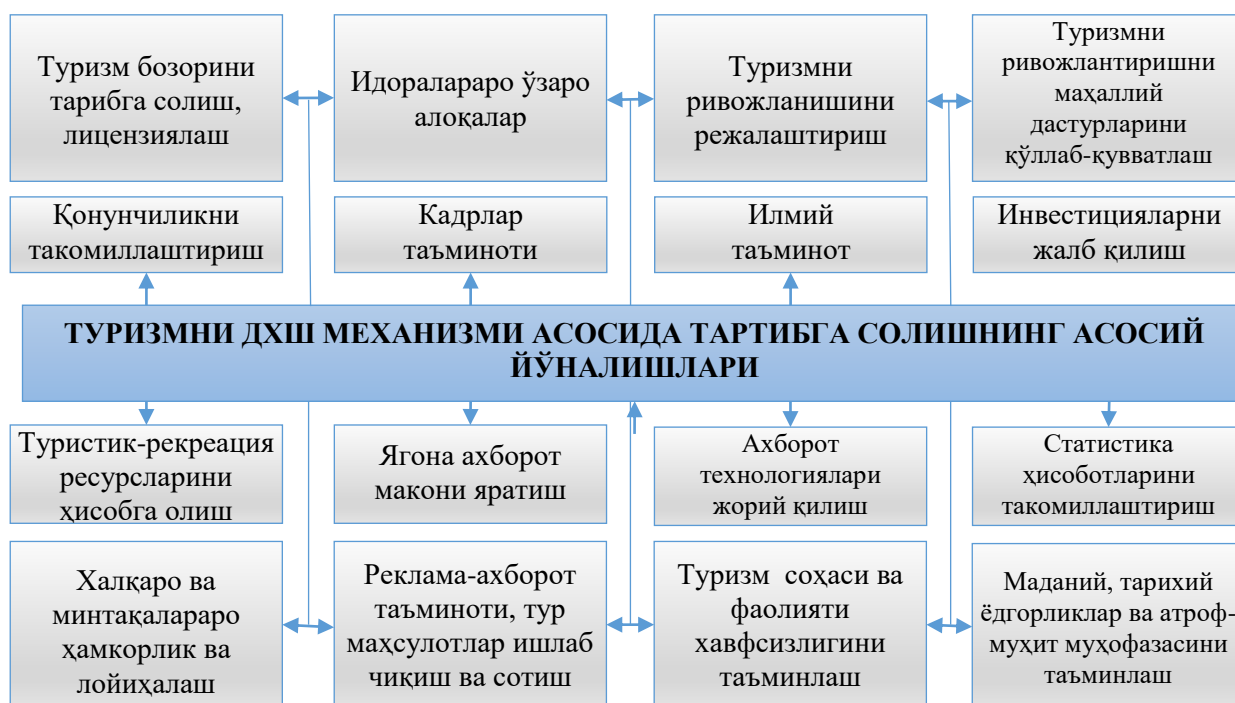 Туризм бозорини
тарибга солиш,
лицензиялаш
Идоралараро ўзаро
алоқалар
Туризмни
ривожланишини
режалаштириш
Туризмни
ривожлантиришни
маҳаллий
дастурларини
қўллаб-қувватлаш
Қонунчиликни
такомиллаштириш
Кадрлар
таъминоти
Илмий
таъминот
Инвестицияларни
жалб қилиш
ТУРИЗМНИ ДХШ МЕХАНИЗМИ АСОСИДА ТАРТИБГА СОЛИШНИНГ АСОСИЙ
ЙЎНАЛИШЛАРИ
Туристик-рекреация
ресурсларини
ҳисобга олиш
Ягона ахборот
макони яратиш
Ахборот
технологиялари
жорий қилиш
Статистика
ҳисоботларини
такомиллаштириш
Халқаро ва
минтақалараро
ҳамкорлик ва
лойиҳалаш
Реклама-ахборот
таъминоти, тур
маҳсулотлар ишлаб
чиқиш ва сотиш
Туризм соҳаси ва
фаолияти
хавфсизлигини
таъминлаш
Маданий, тарихий
ёдгорликлар ва атроф-
муҳит муҳофазасини
таъминлаш